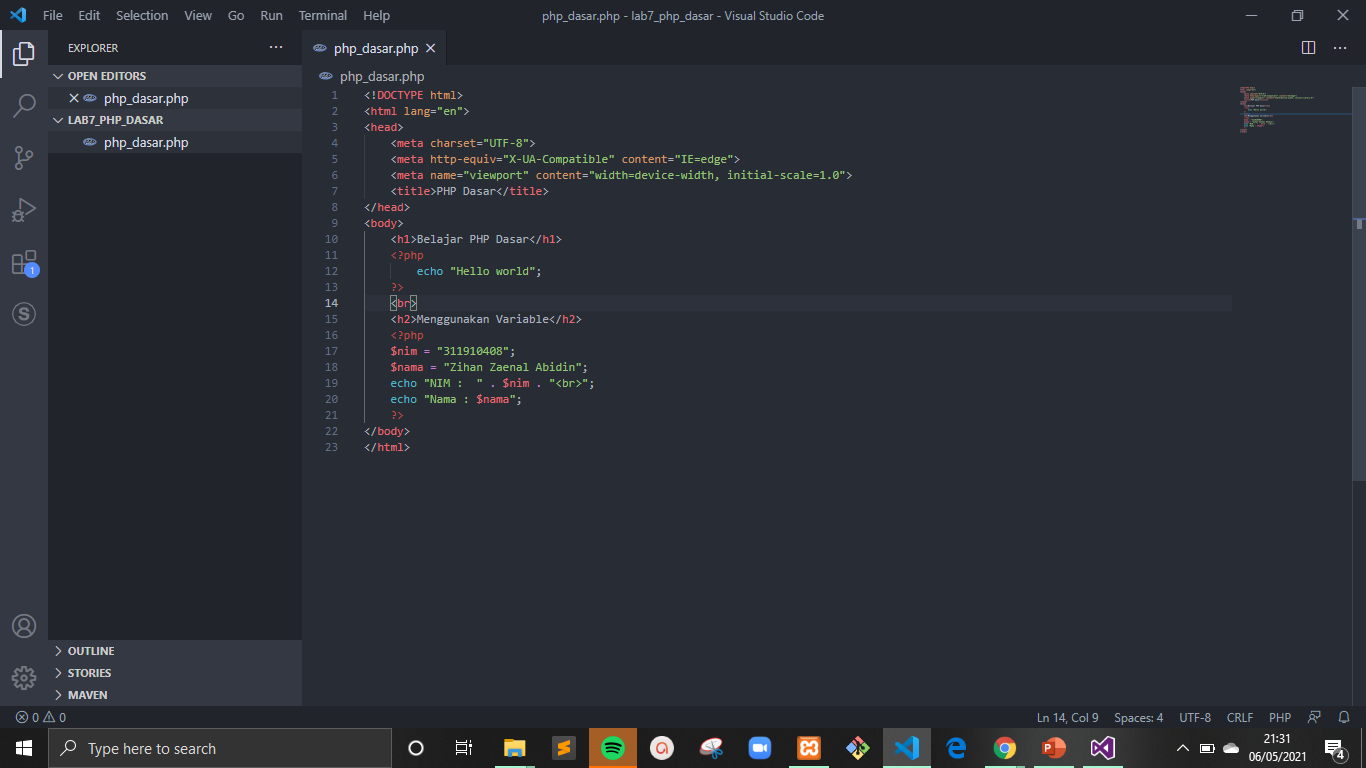 File Edit Selection View Go Run Terminal Help
php_dasar.php - lab7_php_dasar - Visual Studio Code
EXPLORER
OPEN EDITORS
php_dasar.php
LAB7_PHP_DASAR
php_dasar.php
1
OUTLINE
STORIES
MAVEN
php_dasar.php
php_dasar.php
1 <!DOCTYPE html>
2 <html lang="en">
3 <head>
4     <meta charset="UTF-8">
5     <meta http-equiv="X-UA-Compatible" content="IE=edge">
6     <meta name="viewport" content="width=device-width, initial-scale=1.0">
7     <title>PHP Dasar</title>
8 </head>
9 <body>
10     <h1>Belajar PHP Dasar</h1>
11     <?php
12         echo "Hello world";
13     ?>
14     <br>
15     <h2>Menggunakan Variable</h2>
16     <?php
17     $nim = "311910408";
18     $nama = "Zihan Zaenal Abidin";
19     echo "NIM :  " . $nim . "<br>";
20     echo "Nama : $nama";
21     ?>
22 </body>
23 </html>
0 0
Ln 14, Col 9 Spaces: 4 UTF-8 CRLF PHP
Type here to search
21:31
06/05/2021
4